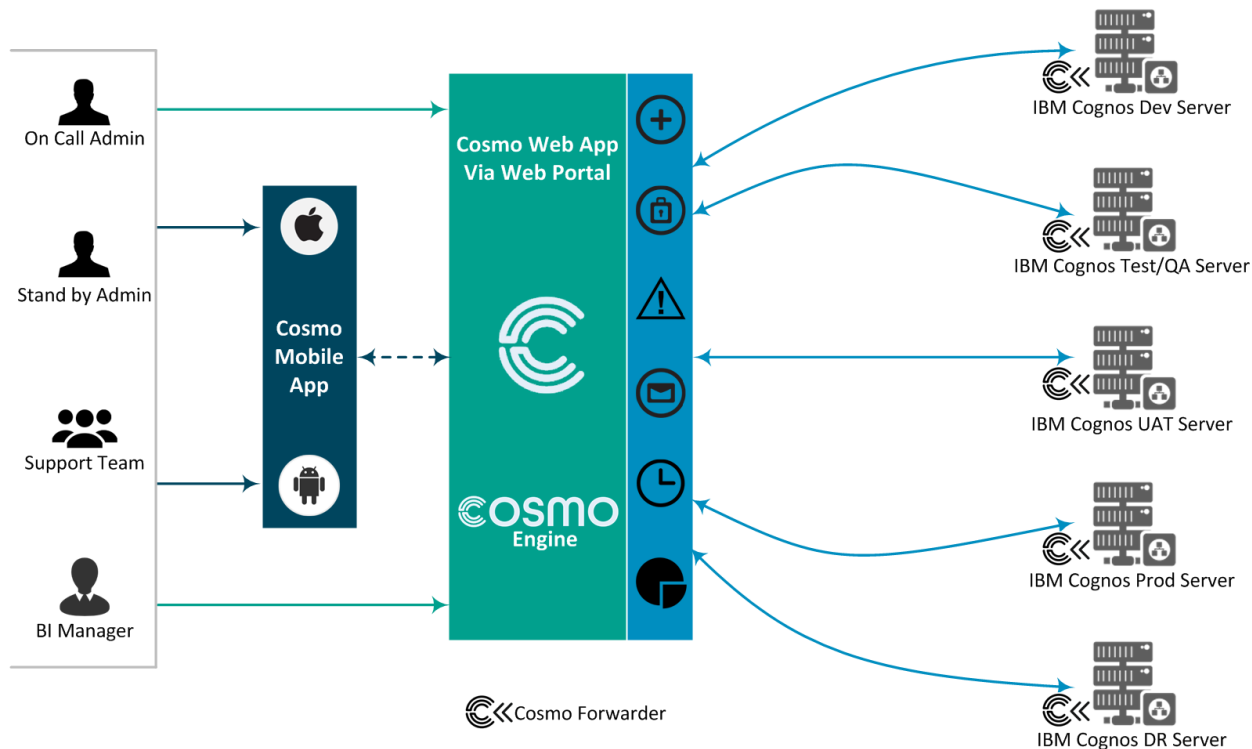 On Call Admin
Stand by Admin
Support Team
BI Manager
Cosmo
Mobile
App
Cosmo Web App
Via Web Portal
cosmo
Engine
IBM Cognos Dev Server
IBM Cognos Test/QA Server
IBM Cognos UAT Server
IBM Cognos Prod Server
IBM Cognos DR Server
Cosmo Forwarder